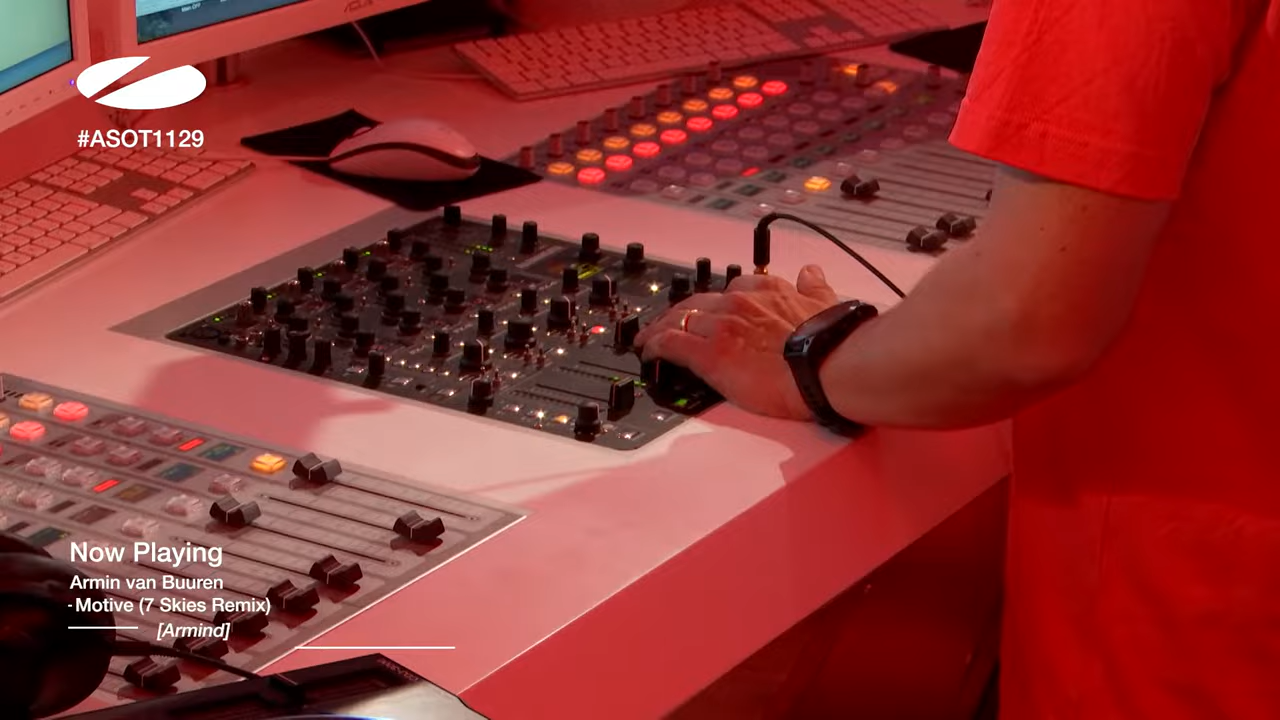 #ASOT1129
Now Playing
Armin van Buuren
- Motive (7 Skies Remix)
[Armind]